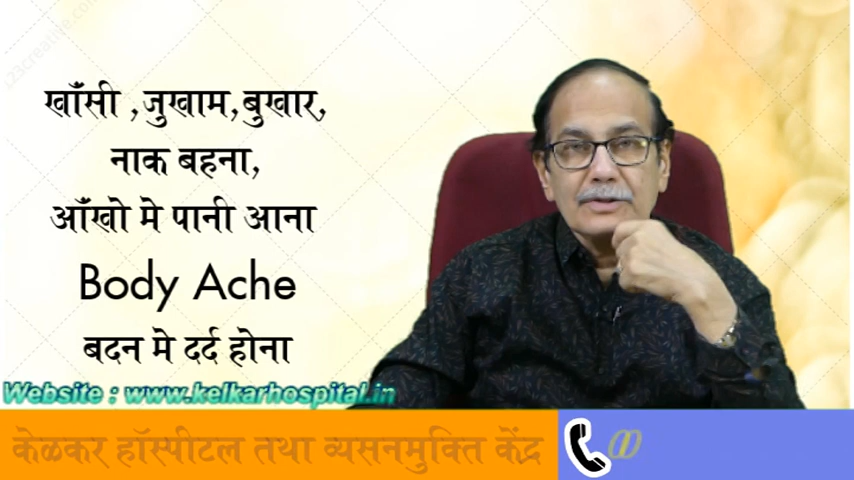 खाँसी ,जुखाम,बुखार,
नाक बहना,
आँखो मे पानी आना
Body Ache
बदन मे दर्द होना
Website : www.kelkarhospital.in
केळकर हॉस्पीटल तथा व्यसनमुक्ति केंद्र